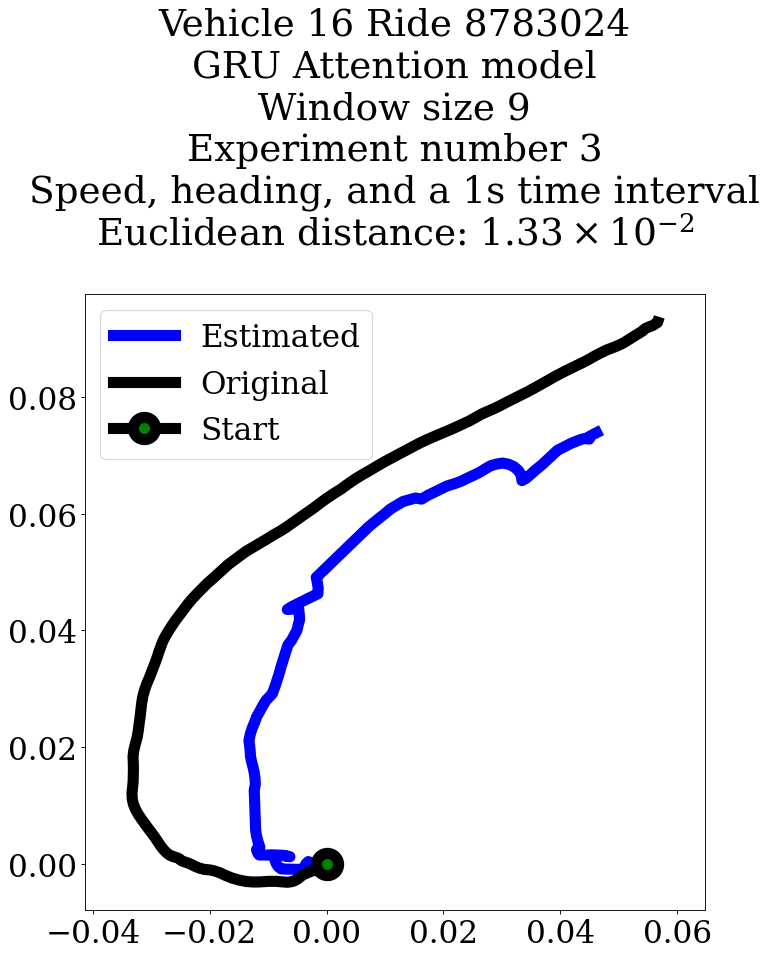 Vehicle 16 Ride 8783024
GRU Attention model
Window size 9
Experiment number 3
Speed, heading, and a 1s time interval
Euclidean distance: 1.33 × 10⁻²
Estimated
Original
Start
0.08
0.06
0.04
0.02
0.00
−0.04 −0.02 0.00 0.02 0.04 0.06